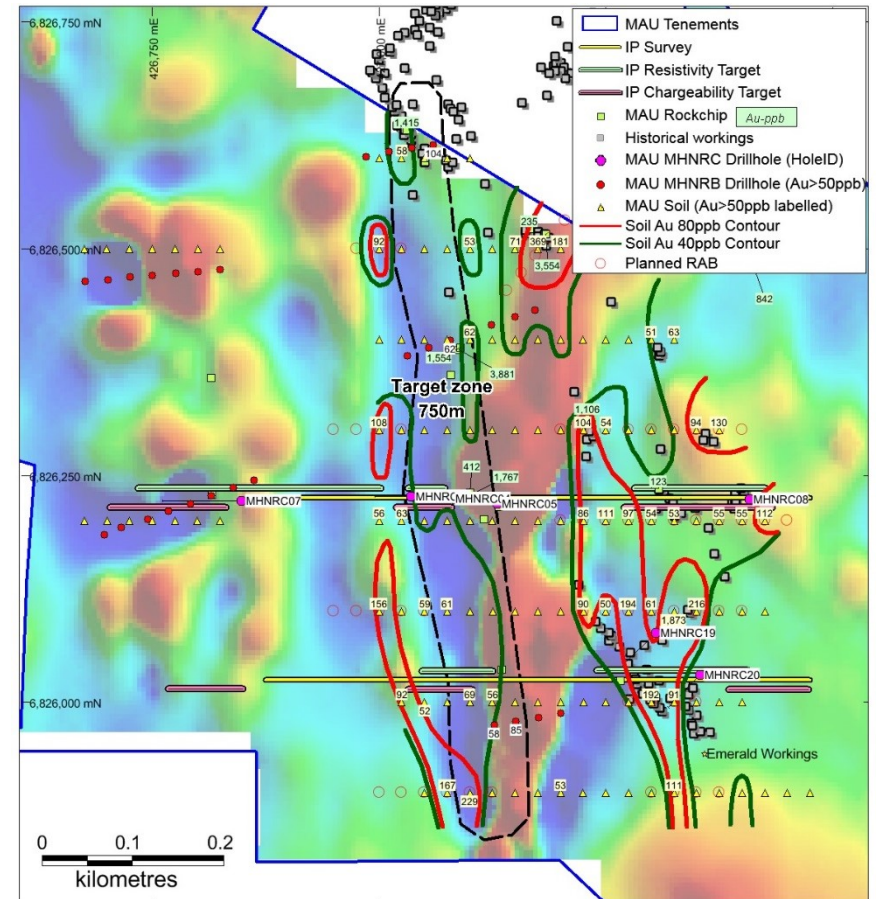 6,826,750 mN
426,750 mE
mE
MAU Tenements
IP Survey
IP Resistivity Target
IP Chargeability Target
MAU Rockchip
Au-ppb
Historical workings
MAU MHNRC Drillhole (HoleID)
MAU MHNRB Drillhole (Au>50ppb)
MAU Soil (Au>50ppb labelled)
Soil Au 80ppb Contour
Soil Au 40ppb Contour
Planned RAB
1,415
58
104
235
92
53
71
369
181
6,826,500 mN
3,554
842
62
51
63
62
1,554
3,881
Target zone
750m
1,106
108
104
54
94
130
412
1,767
123
6,826,250 mN
MHNRC07
MHNRC05
MHNRC08
56
63
86
111
97
54
53
55
55
112
156
59
61
90
50
194
61
216
1,873
MHNRC19
MHNRC20
6,826,000 mN
92
69
56
192
91
52
58
85
Emerald Workings
167
229
53
111
0
0.1
0.2
kilometres